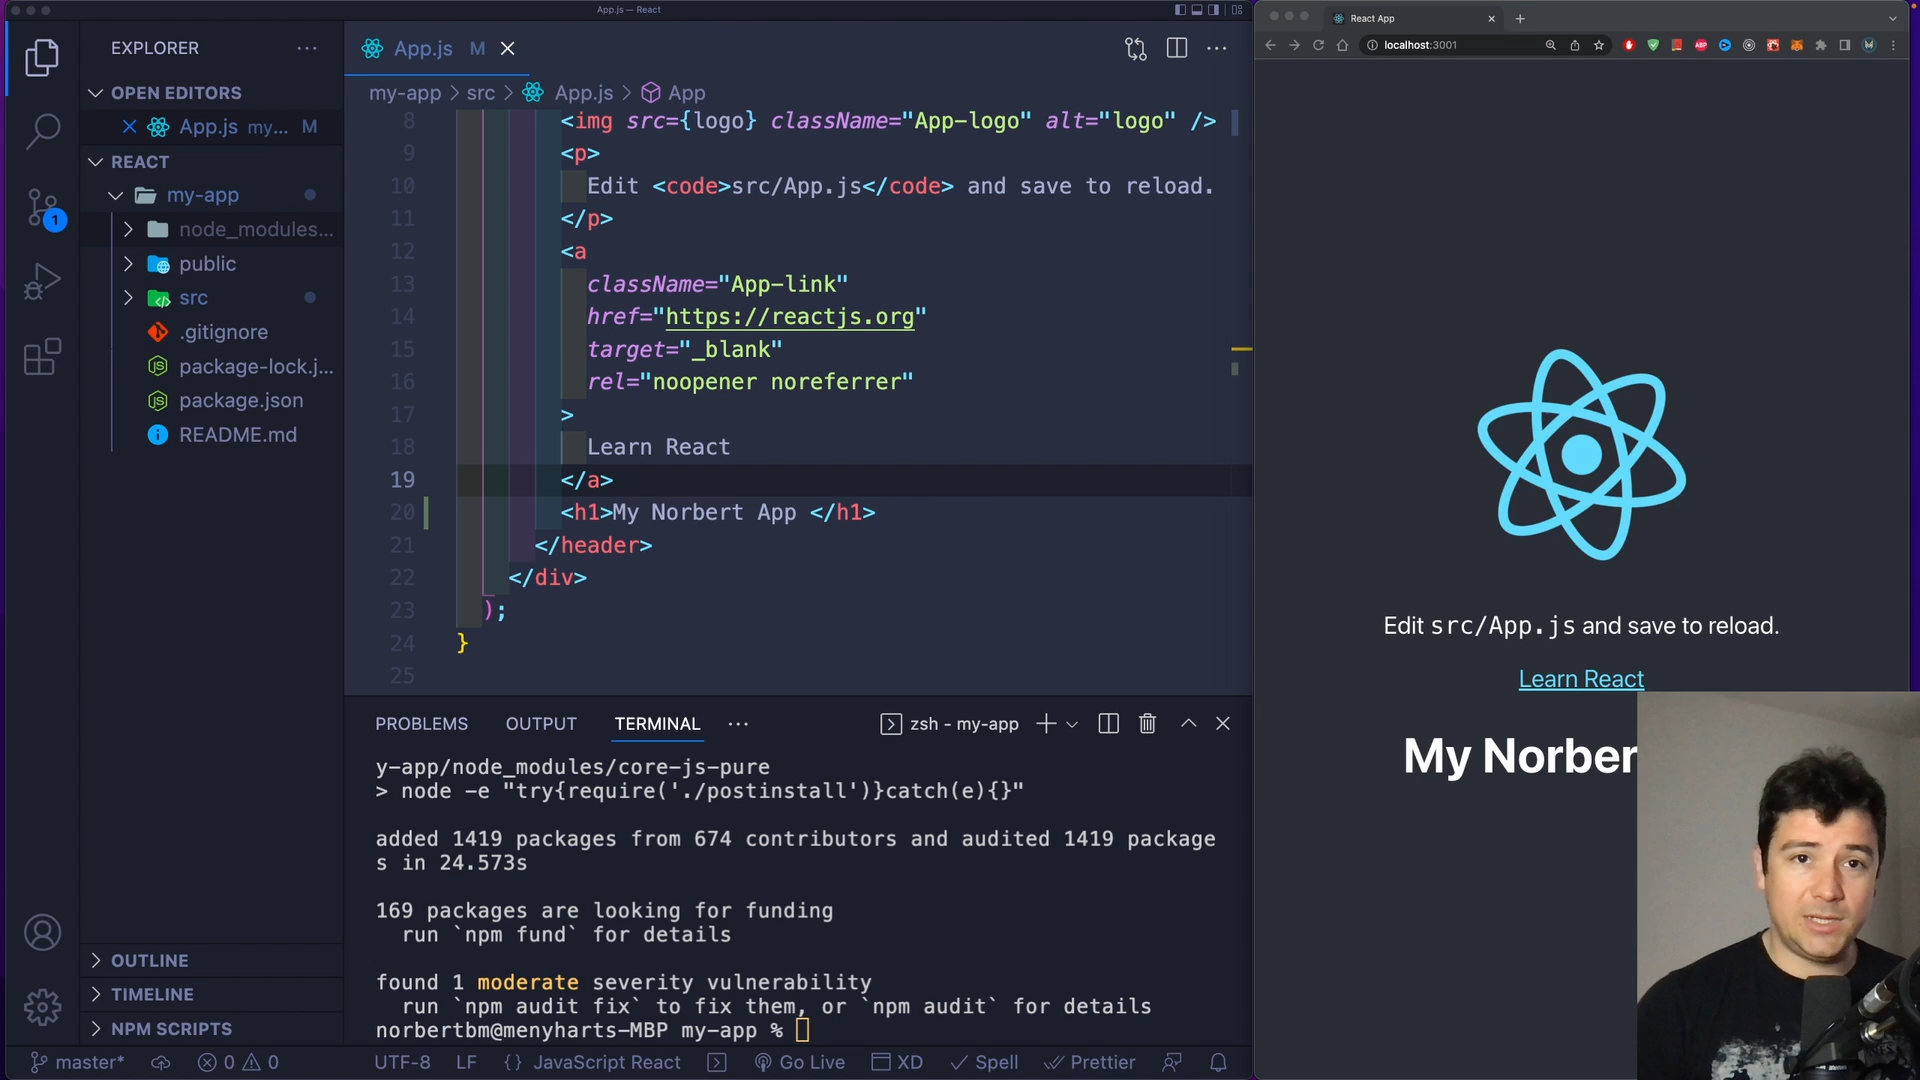 App.js — React
EXPLORER
OPEN EDITORS
App.js my... M
REACT
my-app
node_modules...
public
src
.gitignore
package-lock.j...
package.json
README.md
OUTLINE
TIMELINE
NPM SCRIPTS
1
App.js M
my-app > src > App.js > App
8 <img src={logo} className="App-logo" alt="logo" />
9 <p>
10 Edit <code>src/App.js</code> and save to reload.
11 </p>
12 <a
13 className="App-link"
14 href="https://reactjs.org"
15 target="_blank"
16 rel="noopener noreferrer"
17 >
18 Learn React
19 </a>
20 <h1>My Norbert App </h1>
21 </header>
22 </div>
23 );
24 }
25
PROBLEMS OUTPUT TERMINAL zsh - my-app
y-app/node_modules/core-js-pure
> node -e "try{require('./postinstall')}catch(e){}"
added 1419 packages from 674 contributors and audited 1419 package
s in 24.573s
169 packages are looking for funding
run `npm fund` for details
found 1 moderate severity vulnerability
run `npm audit fix` to fix them, or `npm audit` for details
norbertbm@menyharts-MBP my-app %
master* 0 0 UTF-8 LF {} JavaScript React Go Live XD Spell Prettier
React App
localhost:3001
ABP
Edit src/App.js and save to reload.
Learn React
My Norber